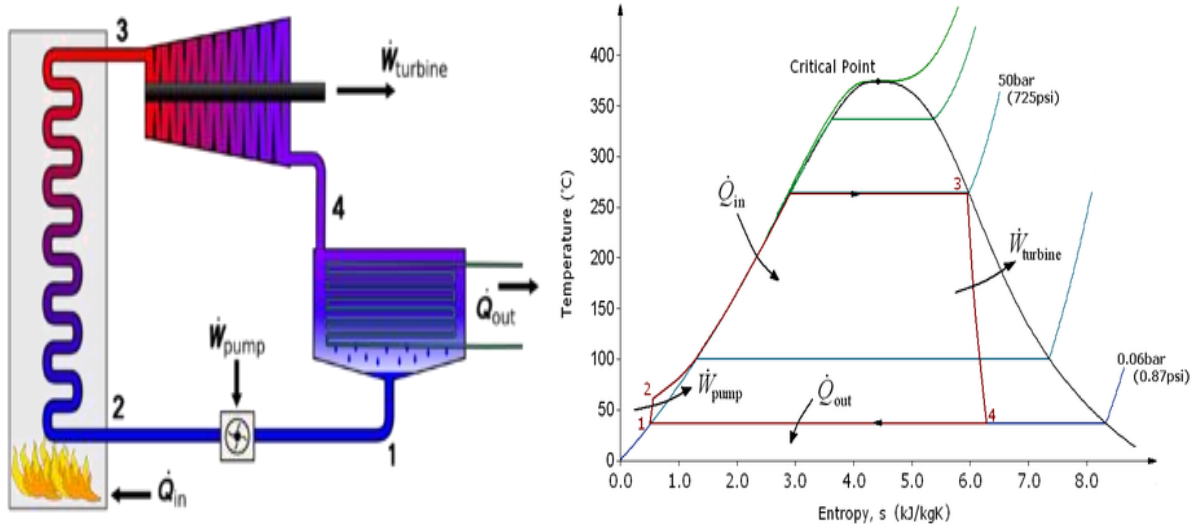 3
Ẇturbine
4
Q̇out
Ẇpump
2
1
Q̇in
400
350
300
250
200
150
100
50
0
Temperature (°C)
Critical Point
50bar
(725psi)
3
Q̇in
Ẇturbine
0.06bar
(0.87psi)
2
Ẇpump
Q̇out
1
4
0.0 1.0 2.0 3.0 4.0 5.0 6.0 7.0 8.0
Entropy, s (kJ/kgK)